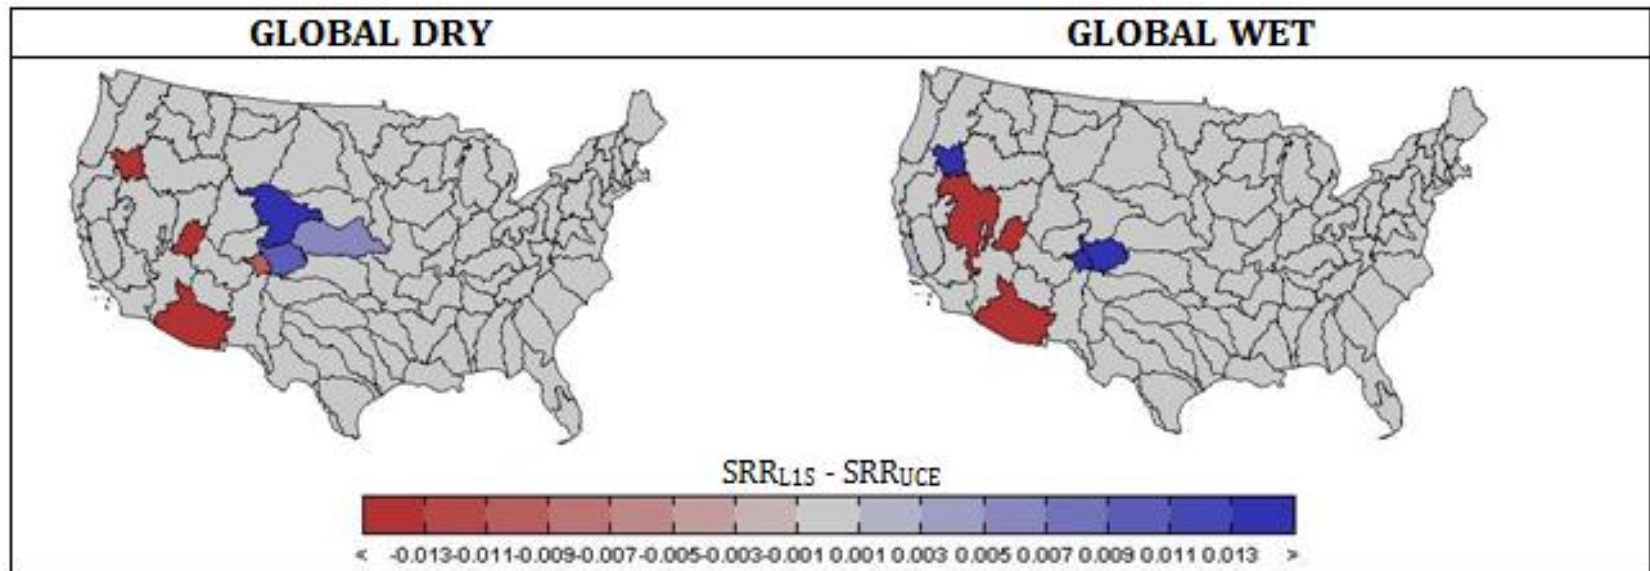 GLOBAL DRY
GLOBAL WET
SRRL1S - SRRUCE
< -0.013-0.011-0.009-0.007-0.005-0.003-0.001 0.001 0.003 0.005 0.007 0.009 0.011 0.013 >